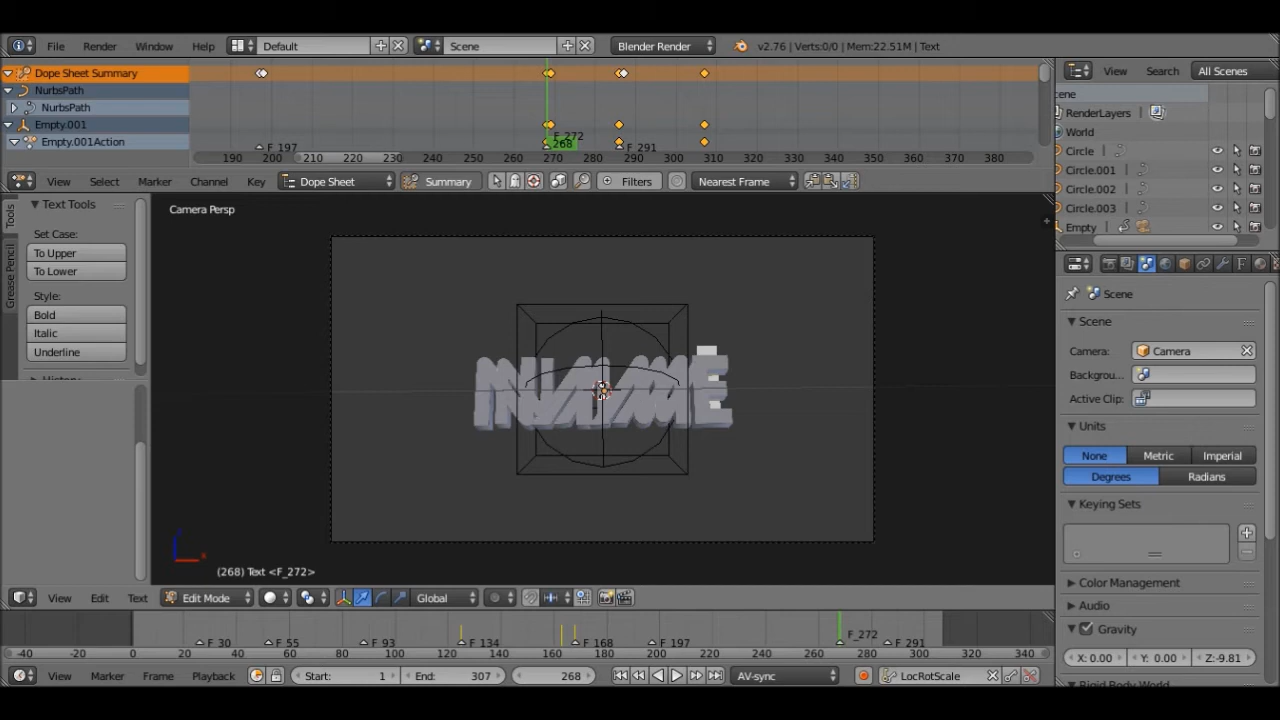 File Render Window Help Default Scene Blender Render v2.76 | Verts:0/0 | Mem:22.51M | Text
Dope Sheet Summary
NurbsPath
NurbsPath
Empty.001
Empty.001Action
F_272
F_197 268 F_291
190 200 210 220 230 240 250 260 270 280 290 300 310 320 330 340 350 360 370 380
View Select Marker Channel Key Dope Sheet Summary Filters Nearest Frame
View Search All Scenes
cene
RenderLayers
World
Circle
Circle.001
Circle.002
Circle.003
Empty
Tools
Grease Pencil
Text Tools
Set Case:
To Upper
To Lower
Style:
Bold
Italic
Underline
History
Camera Persp
(268) Text <F_272>
View Edit Text Edit Mode Global
Scene
Scene
Camera: Camera
Backgrou...
Active Clip:
Units
None Metric Imperial
Degrees Radians
Keying Sets
Color Management
Audio
Gravity
X: 0.00 Y: 0.00 Z:-9.81
Rigid Body World
F_30 F_55 F_93 F_134 F_168 F_197 F_272 F_291
-40 -20 0 20 40 60 80 100 120 140 160 180 200 220 240 260 280 300 320 340
View Marker Frame Playback Start: 1 End: 307 268 AV-sync LocRotScale